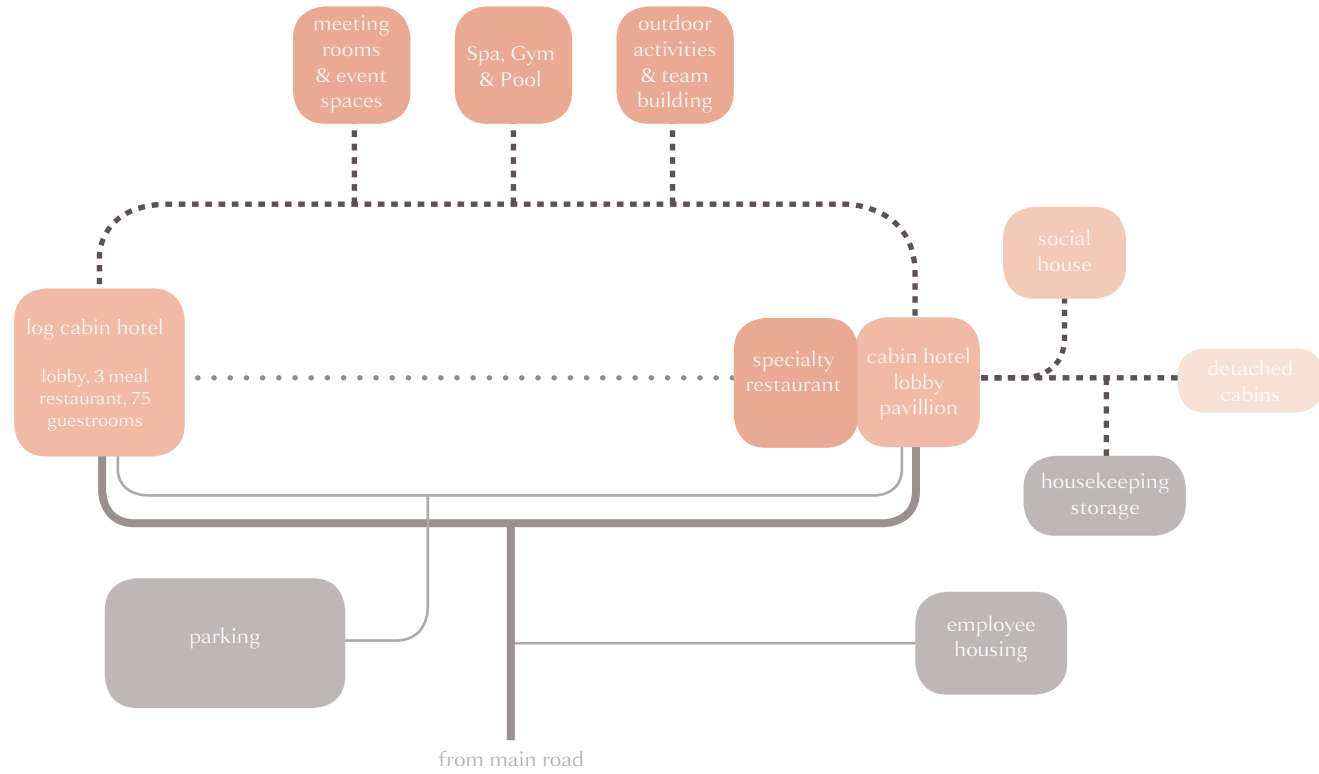 meeting
rooms
& event
spaces
Spa, Gym
& Pool
outdoor
activities
& team
building
social
house
log cabin hotel
lobby, 3 meal
restaurant, 75
guestrooms
specialty
restaurant
cabin hotel
lobby
pavillion
detached
cabins
housekeeping
storage
parking
employee
housing
from main road